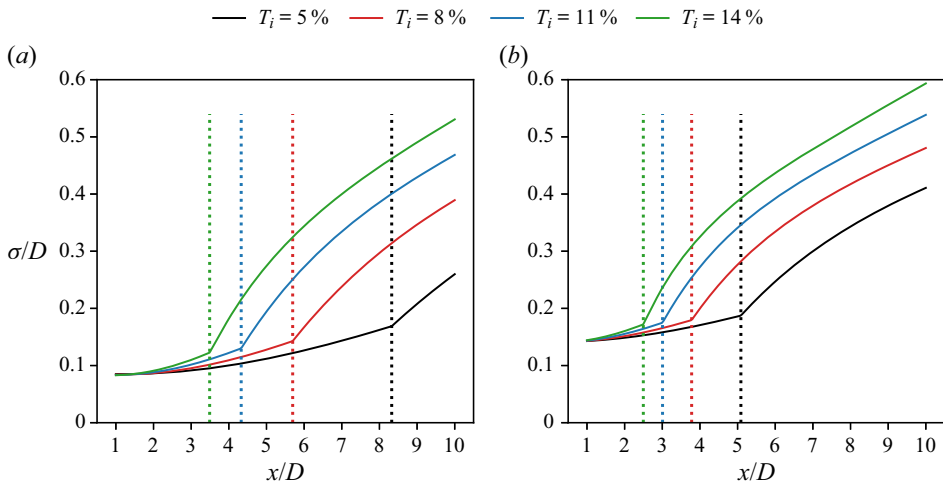 T_i = 5 % T_i = 8 % T_i = 11 % T_i = 14 %
(a) (b)
0.6 0.6
0.5 0.5
0.4 0.4
σ/D 0.3 0.3
0.2 0.2
0.1 0.1
0 0
1 2 3 4 5 6 7 8 9 10 1 2 3 4 5 6 7 8 9 10
x/D x/D